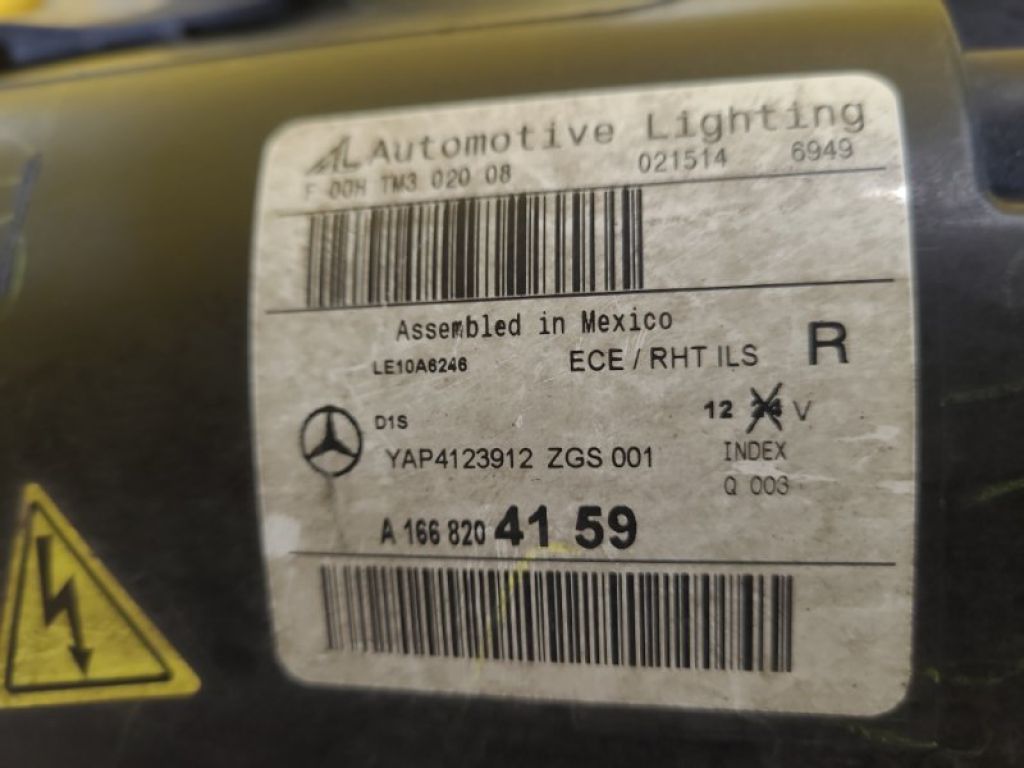 AL Automotive Lighting
F 00H TM3 020 08 021514 6949
Assembled in Mexico
LE10A6246 ECE / RHT ILS R
D1S 12 24 V
YAP4123912 ZGS 001 INDEX
Q 003
A 166 820 41 59